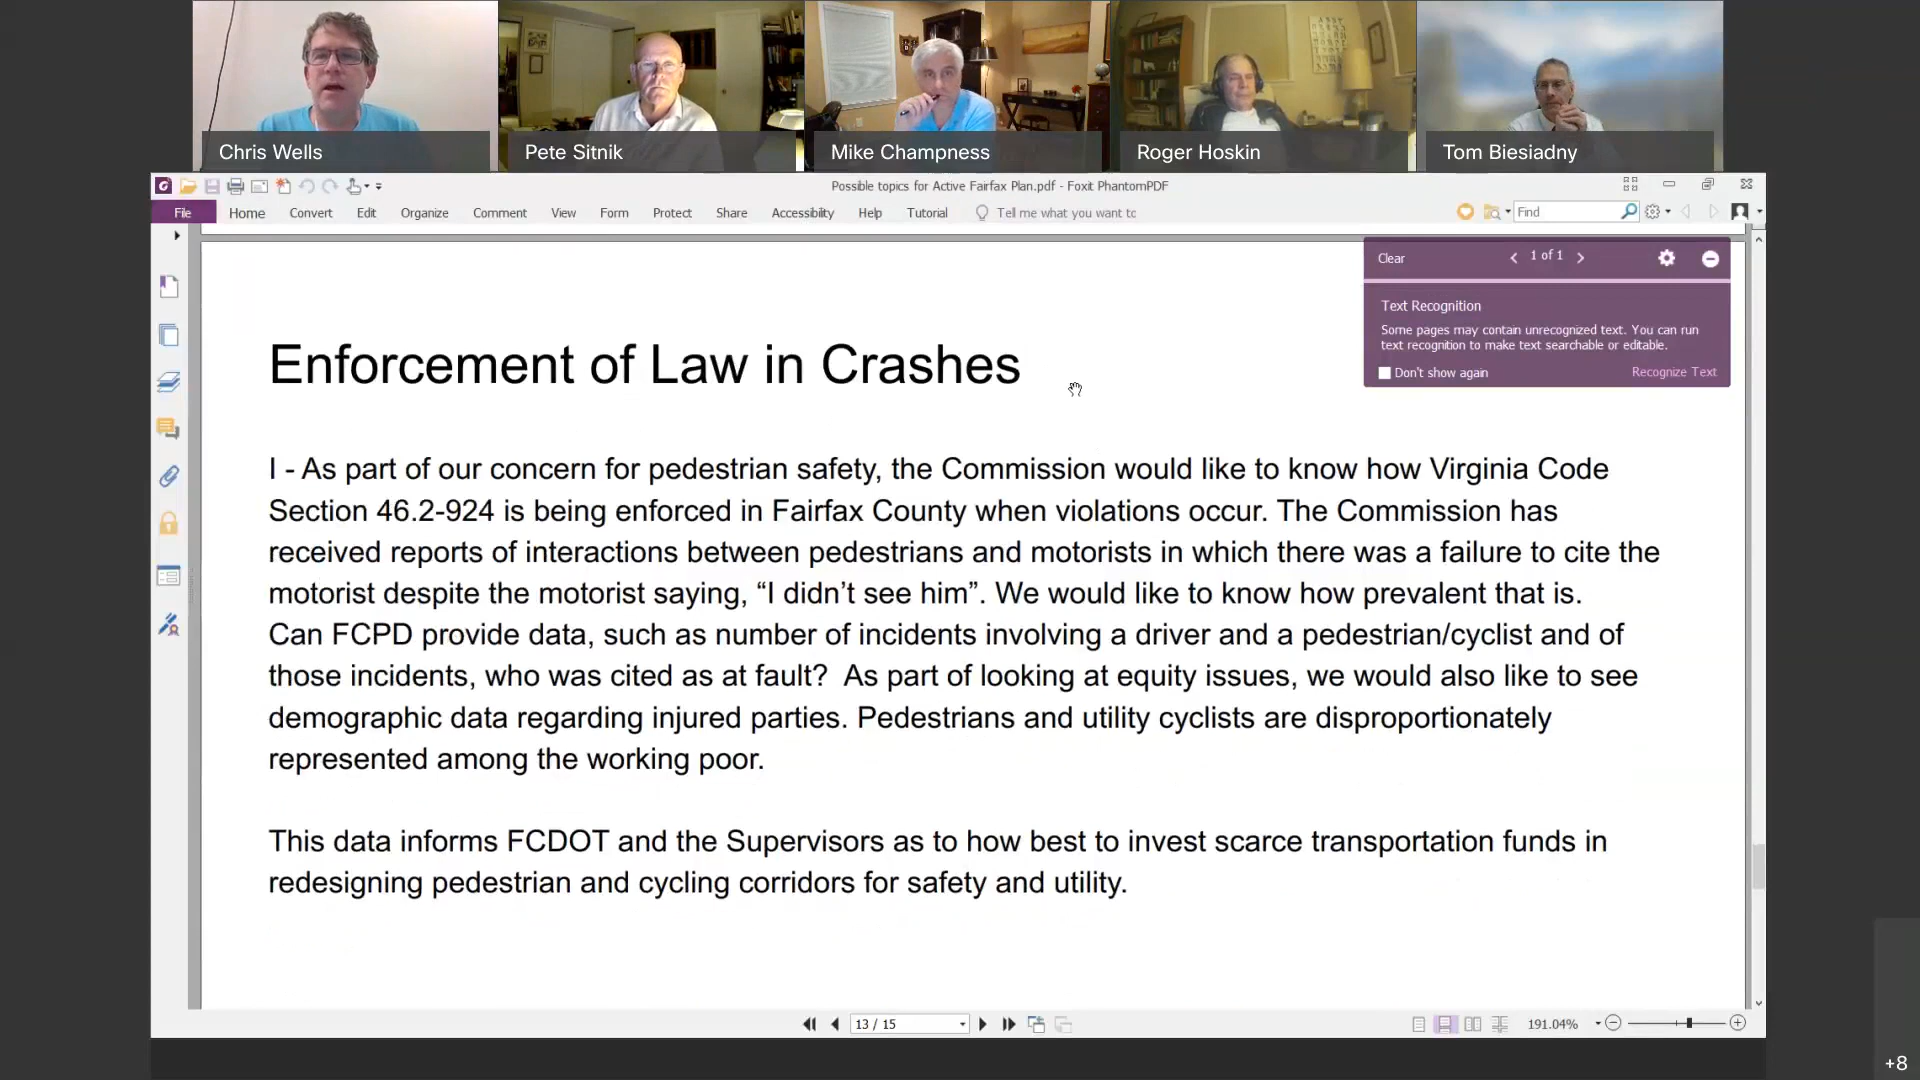 Chris Wells
Pete Sitnik
Mike Champness
Roger Hoskin
Tom Biesiadny
Possible topics for Active Fairfax Plan.pdf - Foxit PhantomPDF
File Home Convert Edit Organize Comment View Form Protect Share Accessibility Help Tutorial Tell me what you want tc Find
Clear 1 of 1
Text Recognition
Some pages may contain unrecognized text. You can run
text recognition to make text searchable or editable.
Don't show again Recognize Text
Enforcement of Law in Crashes
I - As part of our concern for pedestrian safety, the Commission would like to know how Virginia Code
Section 46.2-924 is being enforced in Fairfax County when violations occur. The Commission has
received reports of interactions between pedestrians and motorists in which there was a failure to cite the
motorist despite the motorist saying, “I didn’t see him”. We would like to know how prevalent that is.
Can FCPD provide data, such as number of incidents involving a driver and a pedestrian/cyclist and of
those incidents, who was cited as at fault?  As part of looking at equity issues, we would also like to see
demographic data regarding injured parties. Pedestrians and utility cyclists are disproportionately
represented among the working poor.
This data informs FCDOT and the Supervisors as to how best to invest scarce transportation funds in
redesigning pedestrian and cycling corridors for safety and utility.
13 / 15
191.04%
+8